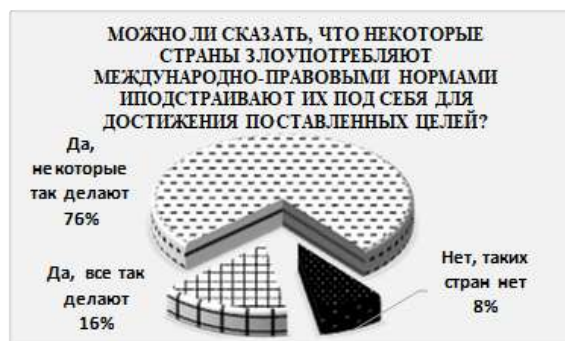 МОЖНО ЛИ СКАЗАТЬ, ЧТО НЕКОТОРЫЕ
СТРАНЫ ЗЛОУПОТРЕБЛЯЮТ
МЕЖДУНАРОДНО-ПРАВОВЫМИ НОРМАМИ
ИПОДСТРАИВАЮТ ИХ ПОД СЕБЯ ДЛЯ
ДОСТИЖЕНИЯ ПОСТАВЛЕННЫХ ЦЕЛЕЙ?
Да,
некоторые
так делают
76%
Да, все так
делают
16%
Нет, таких
стран нет
8%